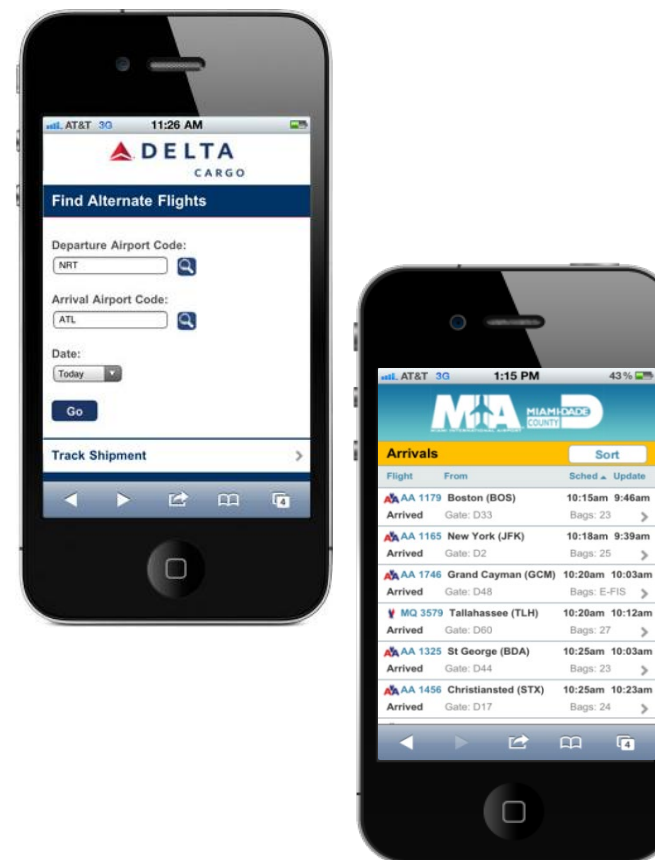 AT&T 3G 11:26 AM
DELTA
CARGO
Find Alternate Flights
Departure Airport Code:
NRT
Arrival Airport Code:
ATL
Date:
Today
Go
Track Shipment
4
AT&T 3G 1:15 PM 43%
MIA MIAMI-DADE
COUNTY
MIAMI INTERNATIONAL AIRPORT
Arrivals Sort
Flight From Sched Update
AA 1179 Boston (BOS) 10:15am 9:46am
Arrived Gate: D33 Bags: 23
AA 1165 New York (JFK) 10:18am 9:39am
Arrived Gate: D2 Bags: 25
AA 1746 Grand Cayman (GCM) 10:20am 10:03am
Arrived Gate: D48 Bags: E-FIS
MQ 3579 Tallahassee (TLH) 10:20am 10:12am
Arrived Gate: D60 Bags: 27
AA 1325 St George (BDA) 10:25am 10:03am
Arrived Gate: D44 Bags: 23
AA 1456 Christiansted (STX) 10:25am 10:23am
Arrived Gate: D17 Bags: 24
4